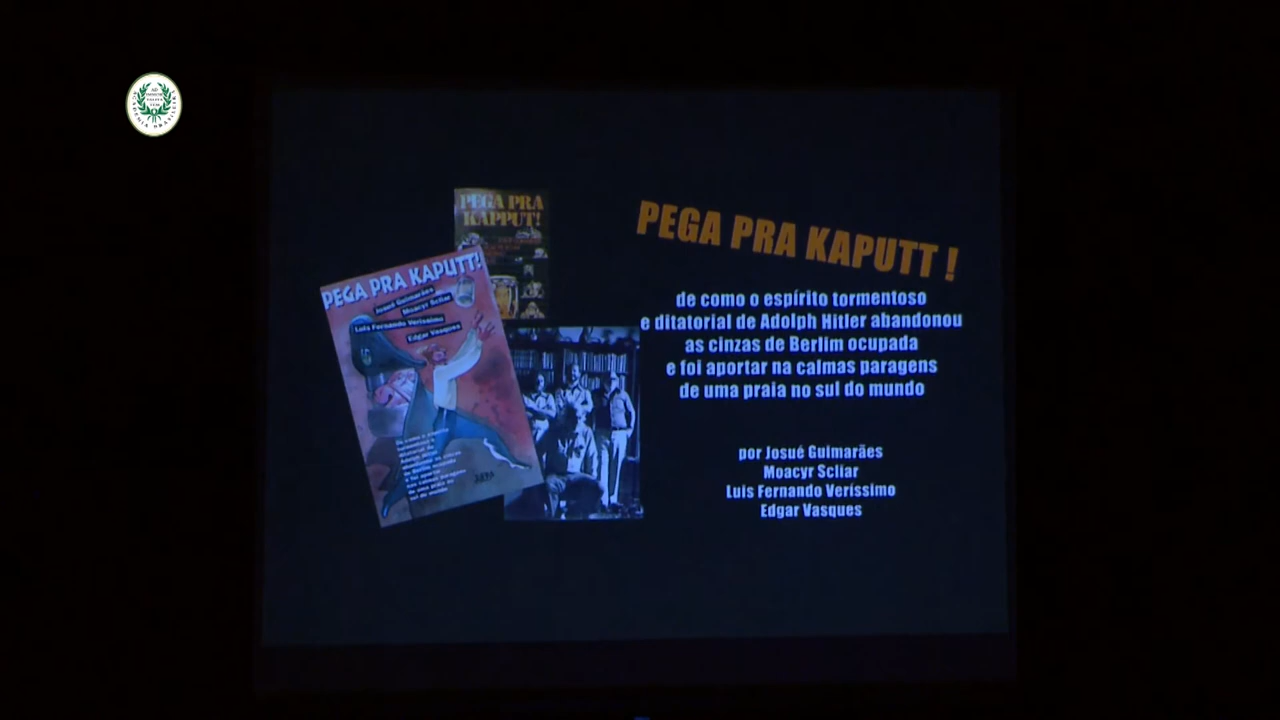 PEGA PRA
KAPPUT!
PEGA PRA KAPUTT!
Josué Guimarães
Moacyr Scliar
Luis Fernando Veríssimo
Edgar Vasques
PEGA PRA KAPUTT !
de como o espírito tormentoso
e ditatorial de Adolph Hitler abandonou
as cinzas de Berlim ocupada
e foi aportar na calmas paragens
de uma praia no sul do mundo
por Josué Guimarães
Moacyr Scliar
Luis Fernando Veríssimo
Edgar Vasques